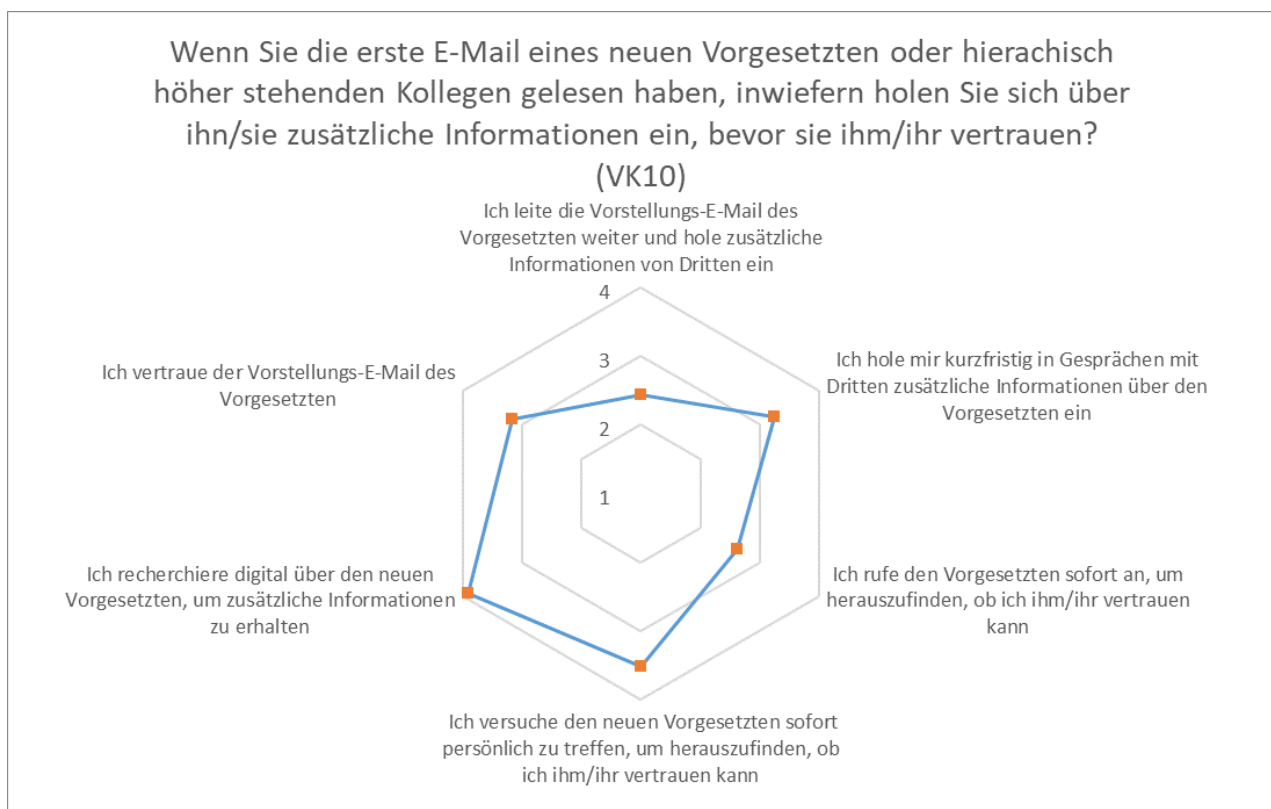 Wenn Sie die erste E-Mail eines neuen Vorgesetzten oder hierachisch
höher stehenden Kollegen gelesen haben, inwiefern holen Sie sich über
ihn/sie zusätzliche Informationen ein, bevor sie ihm/ihr vertrauen?
(VK10)
Ich leite die Vorstellungs-E-Mail des
Vorgesetzten weiter und hole zusätzliche
Informationen von Dritten ein
4
3
2
1
Ich hole mir kurzfristig in Gesprächen mit
Dritten zusätzliche Informationen über den
Vorgesetzten ein
Ich rufe den Vorgesetzten sofort an, um
herauszufinden, ob ich ihm/ihr vertrauen
kann
Ich versuche den neuen Vorgesetzten sofort
persönlich zu treffen, um herauszufinden, ob
ich ihm/ihr vertrauen kann
Ich recherchiere digital über den neuen
Vorgesetzten, um zusätzliche Informationen
zu erhalten
Ich vertraue der Vorstellungs-E-Mail des
Vorgesetzten